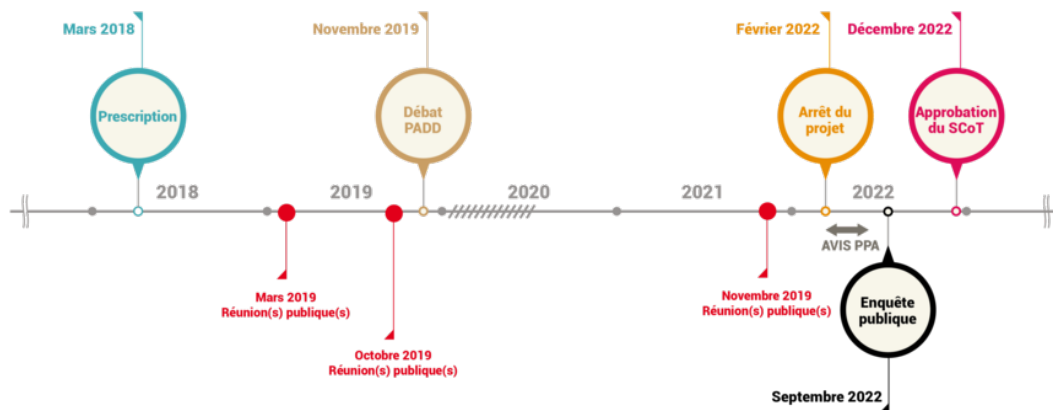 Mars 2018
Novembre 2019
Février 2022
Décembre 2022
Prescription
Débat
PADD
Arrêt du
projet
Approbation
du SCoT
2018
2019
2020
2021
2022
AVIS PPA
Mars 2019
Réunion(s) publique(s)
Octobre 2019
Réunion(s) publique(s)
Novembre 2019
Réunion(s) publique(s)
Enquête
publique
Septembre 2022